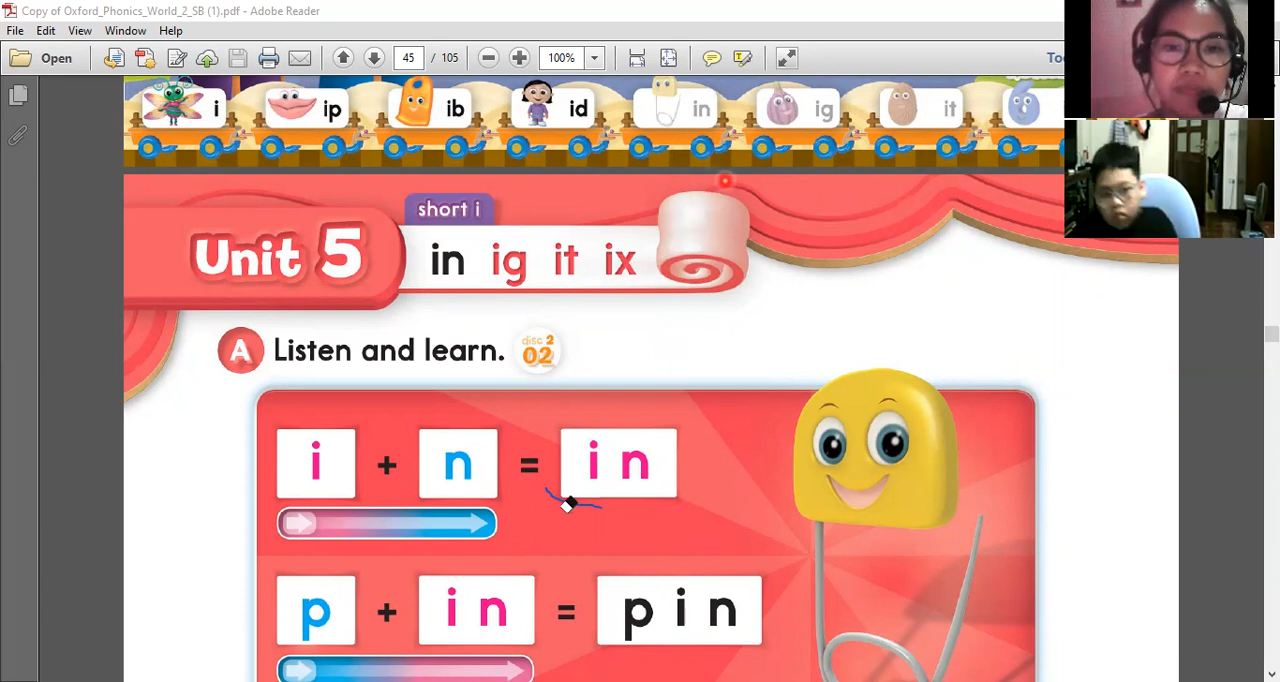 Copy of Oxford_Phonics_World_2_SB (1).pdf - Adobe Reader
File Edit View Window Help
Open 45 / 105 100%
i ip ib id in ig it
short i
Unit 5 in ig it ix
A Listen and learn. disc 2 02
i + n = i n
p + i n = p i n